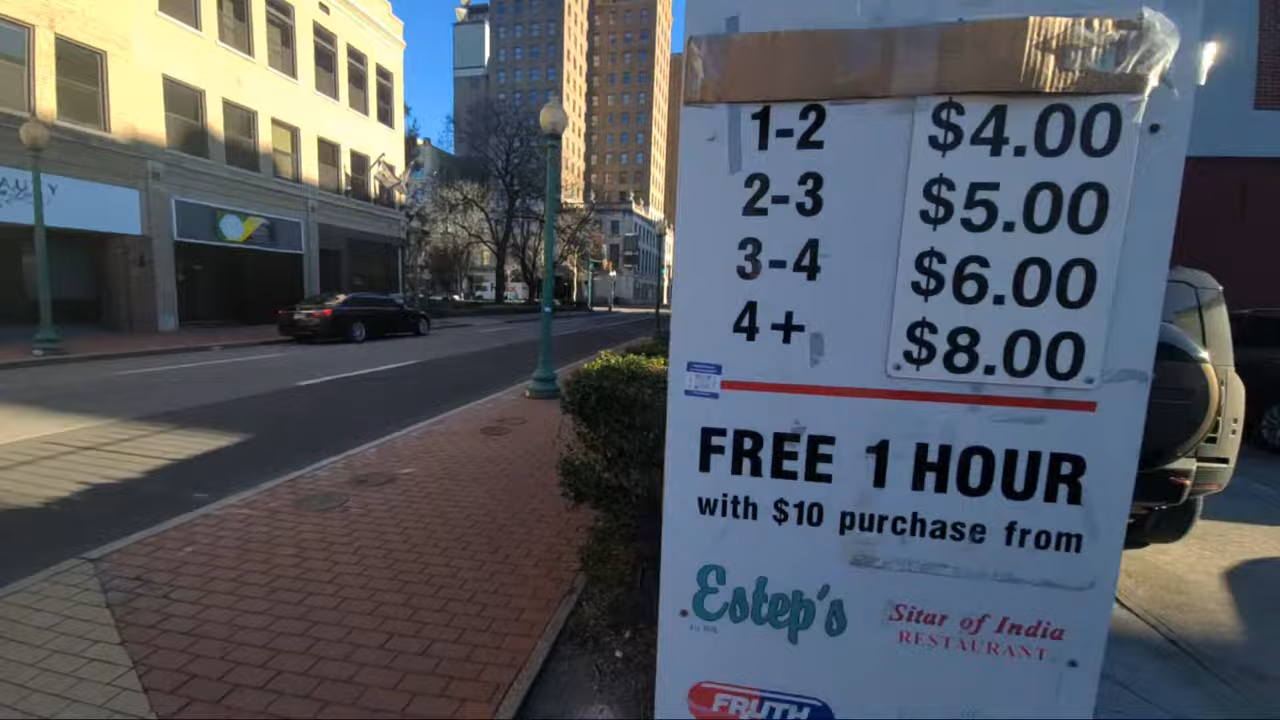 1-2 $4.00
2-3 $5.00
3-4 $6.00
4+ $8.00
FREE 1 HOUR
with $10 purchase from
Estep's
Sitar of India
RESTAURANT
FRUTH